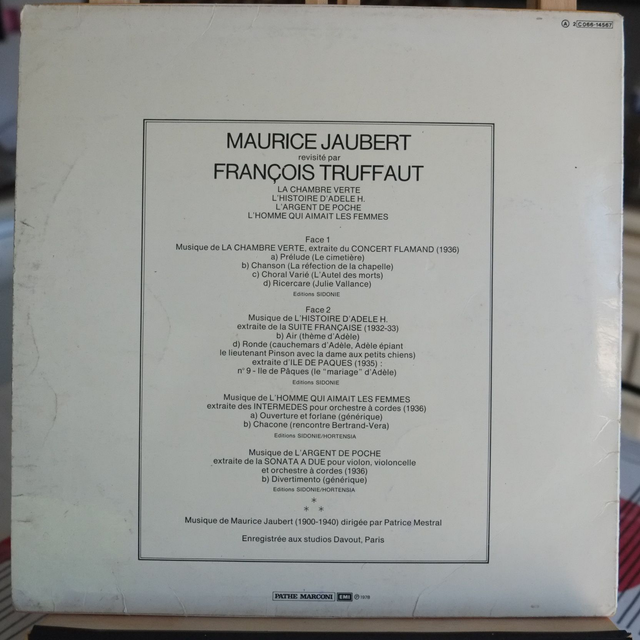 Ⓐ 2C066-14567
MAURICE JAUBERT
revisité par
FRANÇOIS TRUFFAUT
LA CHAMBRE VERTE
L'HISTOIRE D'ADELE H.
L'ARGENT DE POCHE
L'HOMME QUI AIMAIT LES FEMMES
Face 1
Musique de LA CHAMBRE VERTE, extraite du CONCERT FLAMAND (1936)
a) Prélude (Le cimetière)
b) Chanson (La réfection de la chapelle)
c) Choral Varié (L'Autel des morts)
d) Ricercare (Julie Vallance)
Editions SIDONIE
Face 2
Musique de L'HISTOIRE D'ADELE H.
extraite de la SUITE FRANÇAISE (1932-33)
b) Air (thème d'Adèle)
d) Ronde (cauchemars d'Adèle, Adèle épiant
le lieutenant Pinson avec la dame aux petits chiens)
extraite d'ILE DE PAQUES (1935) :
n° 9 - Ile de Pâques (le "mariage" d'Adèle)
Editions SIDONIE
Musique de L'HOMME QUI AIMAIT LES FEMMES
extraite des INTERMEDES pour orchestre à cordes (1936)
a) Ouverture et forlane (générique)
b) Chacone (rencontre Bertrand-Vera)
Editions SIDONIE/HORTENSIA
Musique de L'ARGENT DE POCHE
extraite de la SONATA A DUE pour violon, violoncelle
et orchestre à cordes (1936)
b) Divertimento (générique)
Editions SIDONIE/HORTENSIA
*
* *
Musique de Maurice Jaubert (1900-1940) dirigée par Patrice Mestral
Enregistrée aux studios Davout, Paris
PATHE MARCONI EMI ℗ 1978